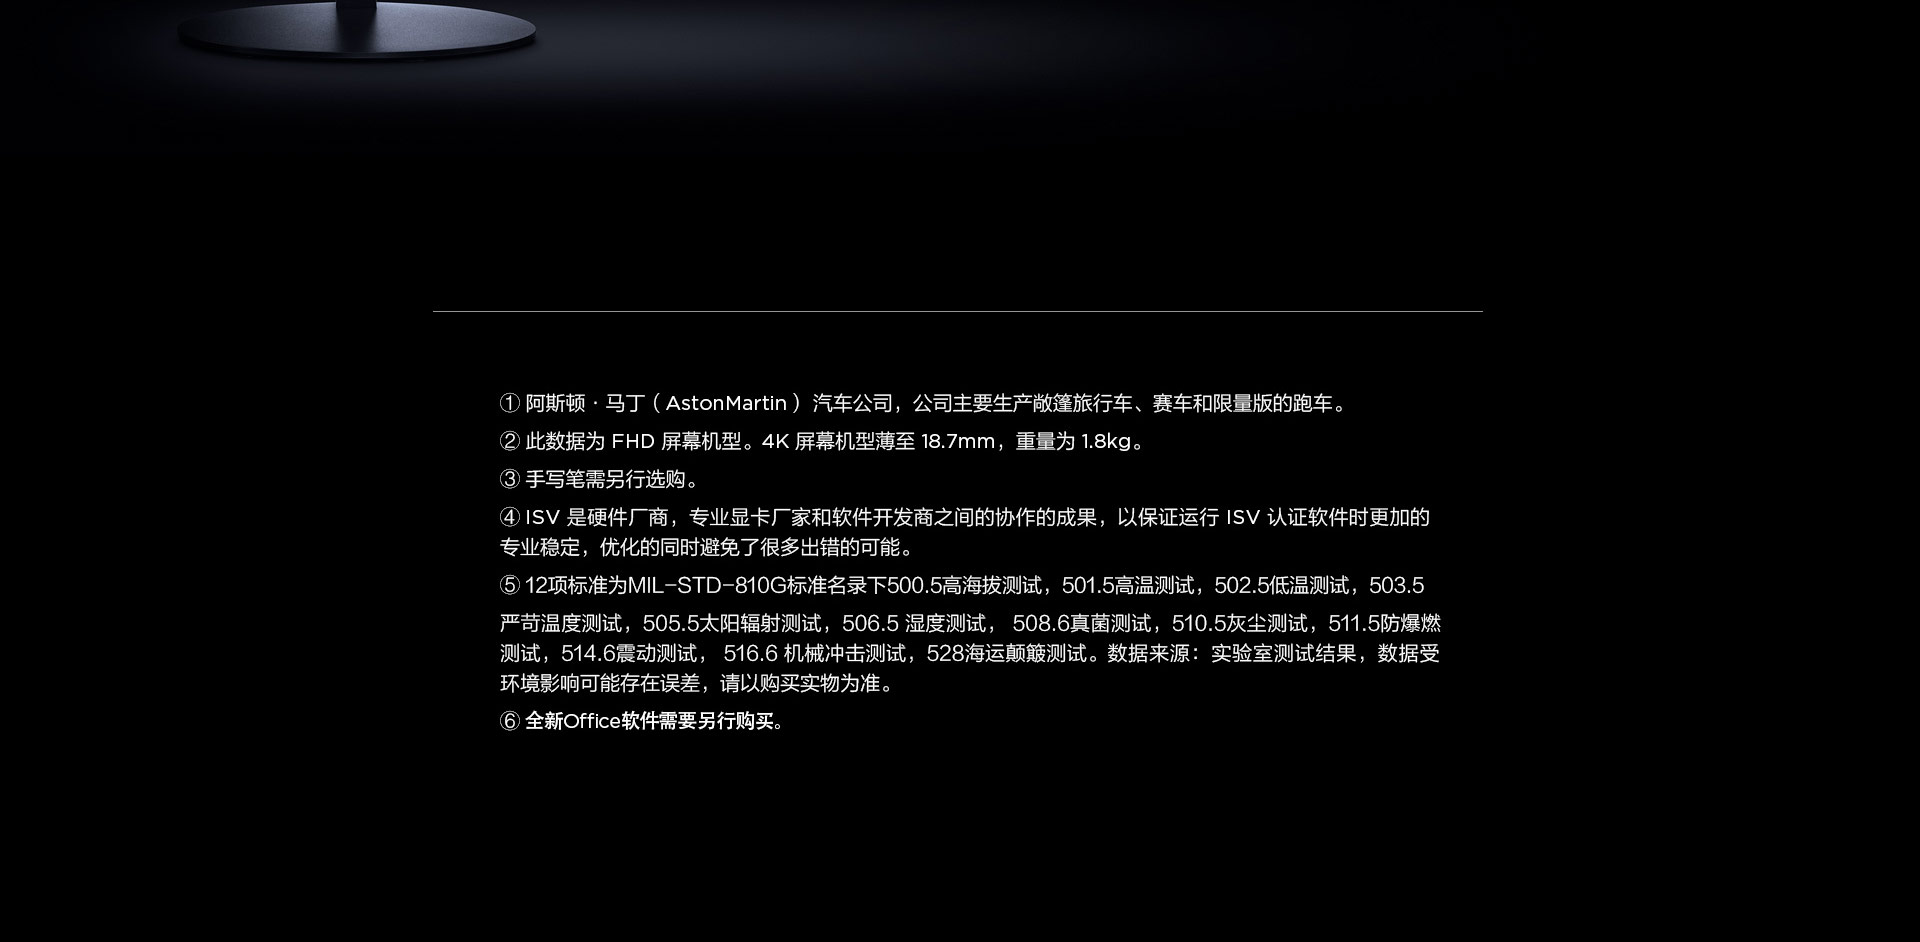 ① 阿斯顿 · 马丁（AstonMartin）汽车公司，公司主要生产敞篷旅行车、赛车和限量版的跑车。
② 此数据为 FHD 屏幕机型。4K 屏幕机型薄至 18.7mm，重量为 1.8kg。
③ 手写笔需另行选购。
④ ISV 是硬件厂商，专业显卡厂家和软件开发商之间的协作的成果，以保证运行 ISV 认证软件时更加的
专业稳定，优化的同时避免了很多出错的可能。
⑤ 12项标准为MIL-STD-810G标准名录下500.5高海拔测试，501.5高温测试，502.5低温测试，503.5
严苛温度测试，505.5太阳辐射测试，506.5 湿度测试， 508.6真菌测试，510.5灰尘测试，511.5防爆燃
测试，514.6震动测试， 516.6 机械冲击测试，528海运颠簸测试。数据来源：实验室测试结果，数据受
环境影响可能存在误差，请以购买实物为准。
⑥ 全新Office软件需要另行购买。